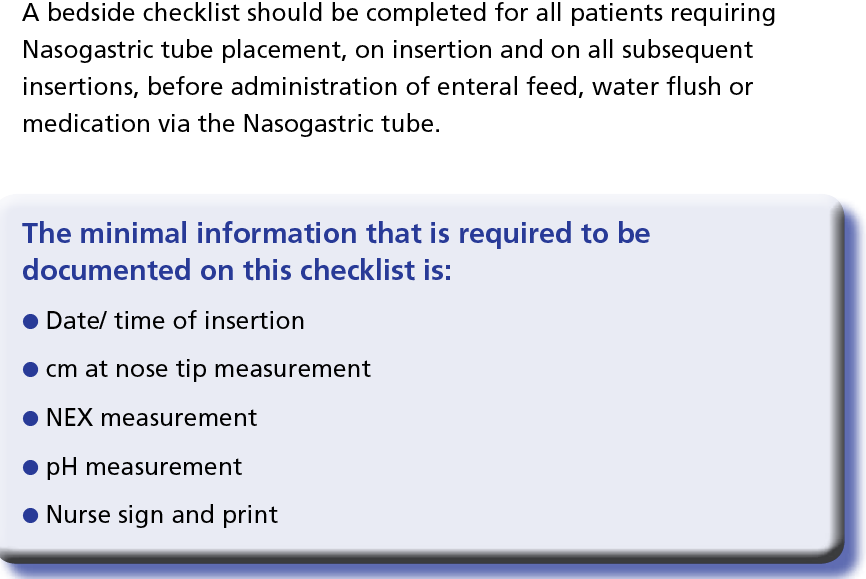 A bedside checklist should be completed for all patients requiring
Nasogastric tube placement, on insertion and on all subsequent
insertions, before administration of enteral feed, water flush or
medication via the Nasogastric tube.
The minimal information that is required to be
documented on this checklist is:
● Date/ time of insertion
● cm at nose tip measurement
● NEX measurement
● pH measurement
● Nurse sign and print